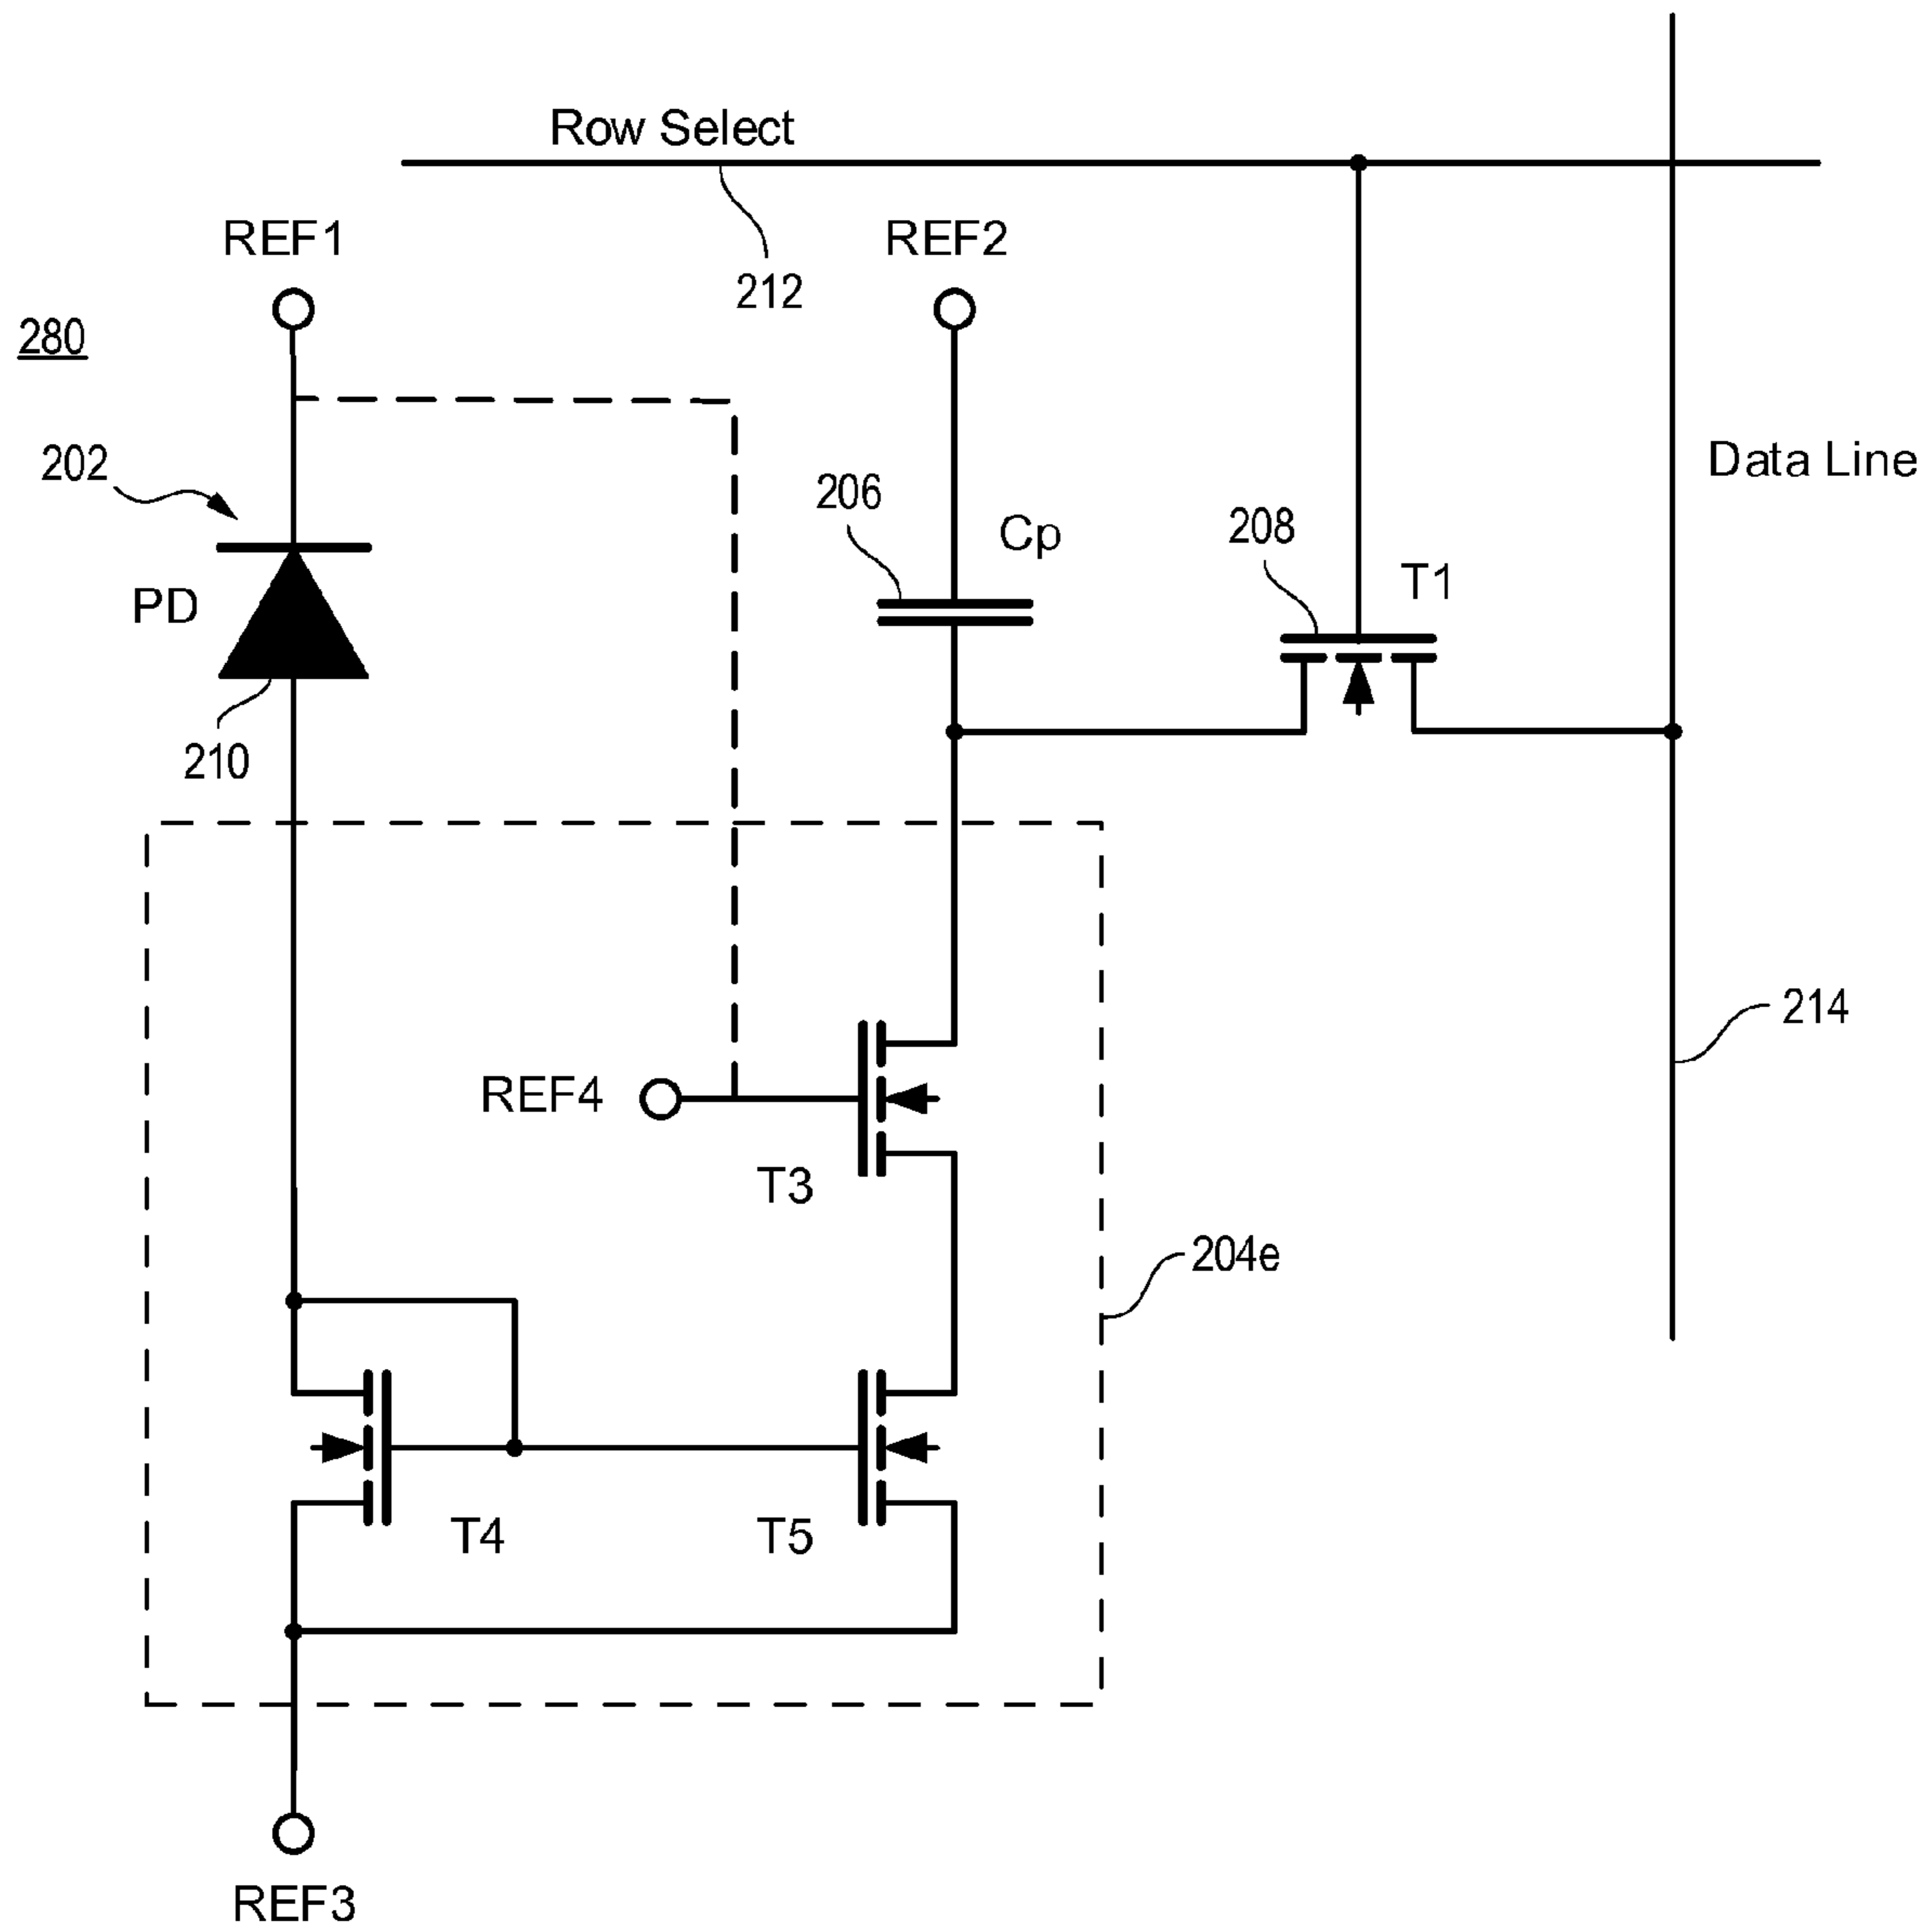 Row Select
REF1
REF2
212
280
202
Data Line
206
Cp
208
T1
PD
210
214
REF4
T3
204e
T4
T5
REF3